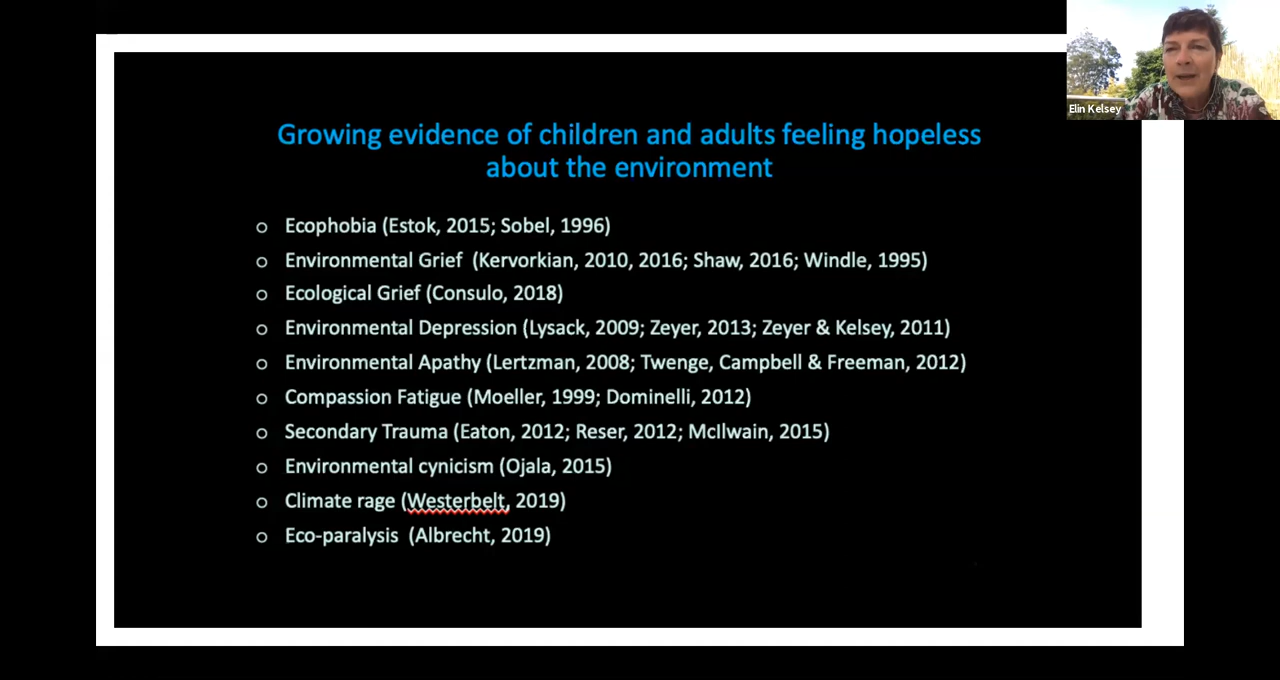 Growing evidence of children and adults feeling hopeless
about the environment
o Ecophobia (Estok, 2015; Sobel, 1996)
o Environmental Grief (Kervorkian, 2010, 2016; Shaw, 2016; Windle, 1995)
o Ecological Grief (Consulo, 2018)
o Environmental Depression (Lysack, 2009; Zeyer, 2013; Zeyer & Kelsey, 2011)
o Environmental Apathy (Lertzman, 2008; Twenge, Campbell & Freeman, 2012)
o Compassion Fatigue (Moeller, 1999; Dominelli, 2012)
o Secondary Trauma (Eaton, 2012; Reser, 2012; McIlwain, 2015)
o Environmental cynicism (Ojala, 2015)
o Climate rage (Westerbelt, 2019)
o Eco-paralysis (Albrecht, 2019)
Elin Kelsey